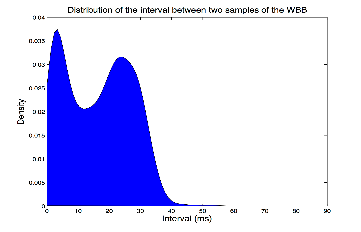 Distribution of the interval between two samples of the WBB
0.04
0.035
0.03
0.025
0.02
0.015
0.01
0.005
0
Density
0 10 20 30 40 50 60 70 80 90
Interval (ms)